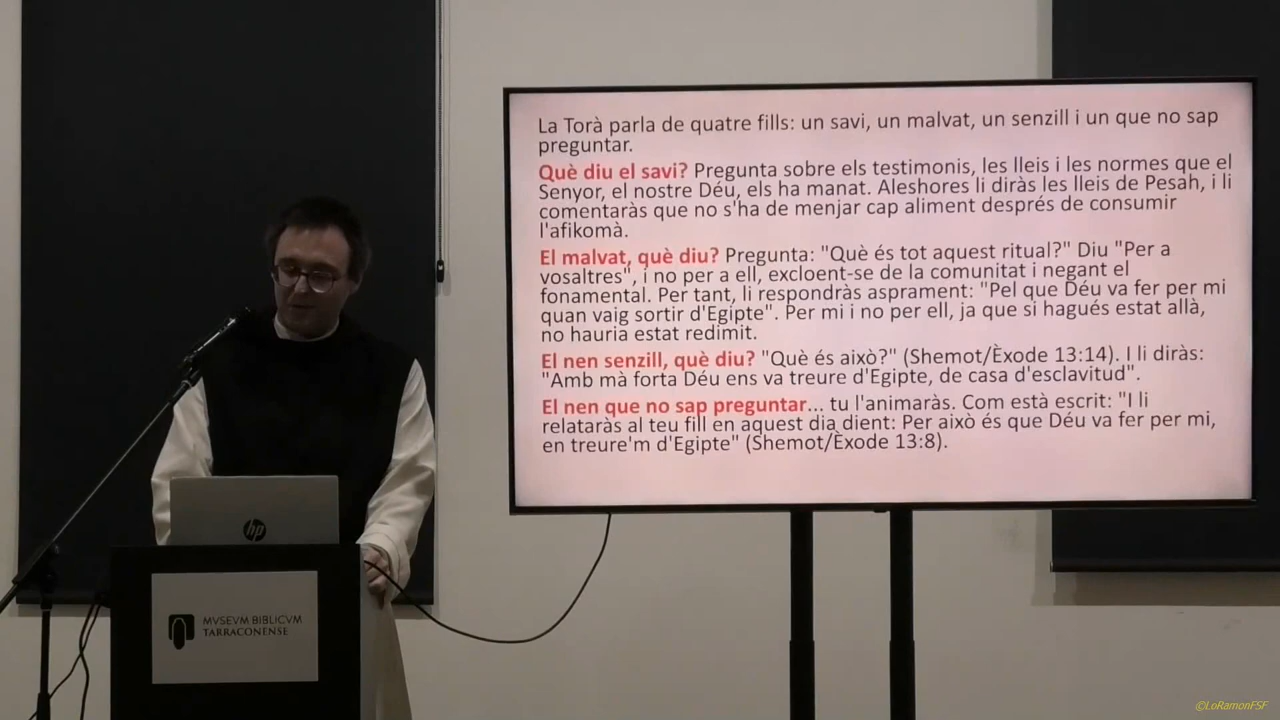 La Torà parla de quatre fills: un savi, un malvat, un senzill i un que no sap
preguntar.
Què diu el savi? Pregunta sobre els testimonis, les lleis i les normes que el
Senyor, el nostre Déu, els ha manat. Aleshores li diràs les lleis de Pesah, i li
comentaràs que no s'ha de menjar cap aliment després de consumir
l'afikomà.
El malvat, què diu? Pregunta: "Què és tot aquest ritual?" Diu "Per a
vosaltres", i no per a ell, excloent-se de la comunitat i negant el
fonamental. Per tant, li respondràs asprament: "Pel que Déu va fer per mi
quan vaig sortir d'Egipte". Per mi i no per ell, ja que si hagués estat allà,
no hauria estat redimit.
El nen senzill, què diu? "Què és això?" (Shemot/Èxode 13:14). I li diràs:
"Amb mà forta Déu ens va treure d'Egipte, de casa d'esclavitud".
El nen que no sap preguntar... tu l'animaràs. Com està escrit: "I li
relataràs al teu fill en aquest dia dient: Per això és que Déu va fer per mi,
en treure'm d'Egipte" (Shemot/Èxode 13:8).
hp
MVSEVM BIBLICVM
TARRACONENSE
©LoRamonFSF